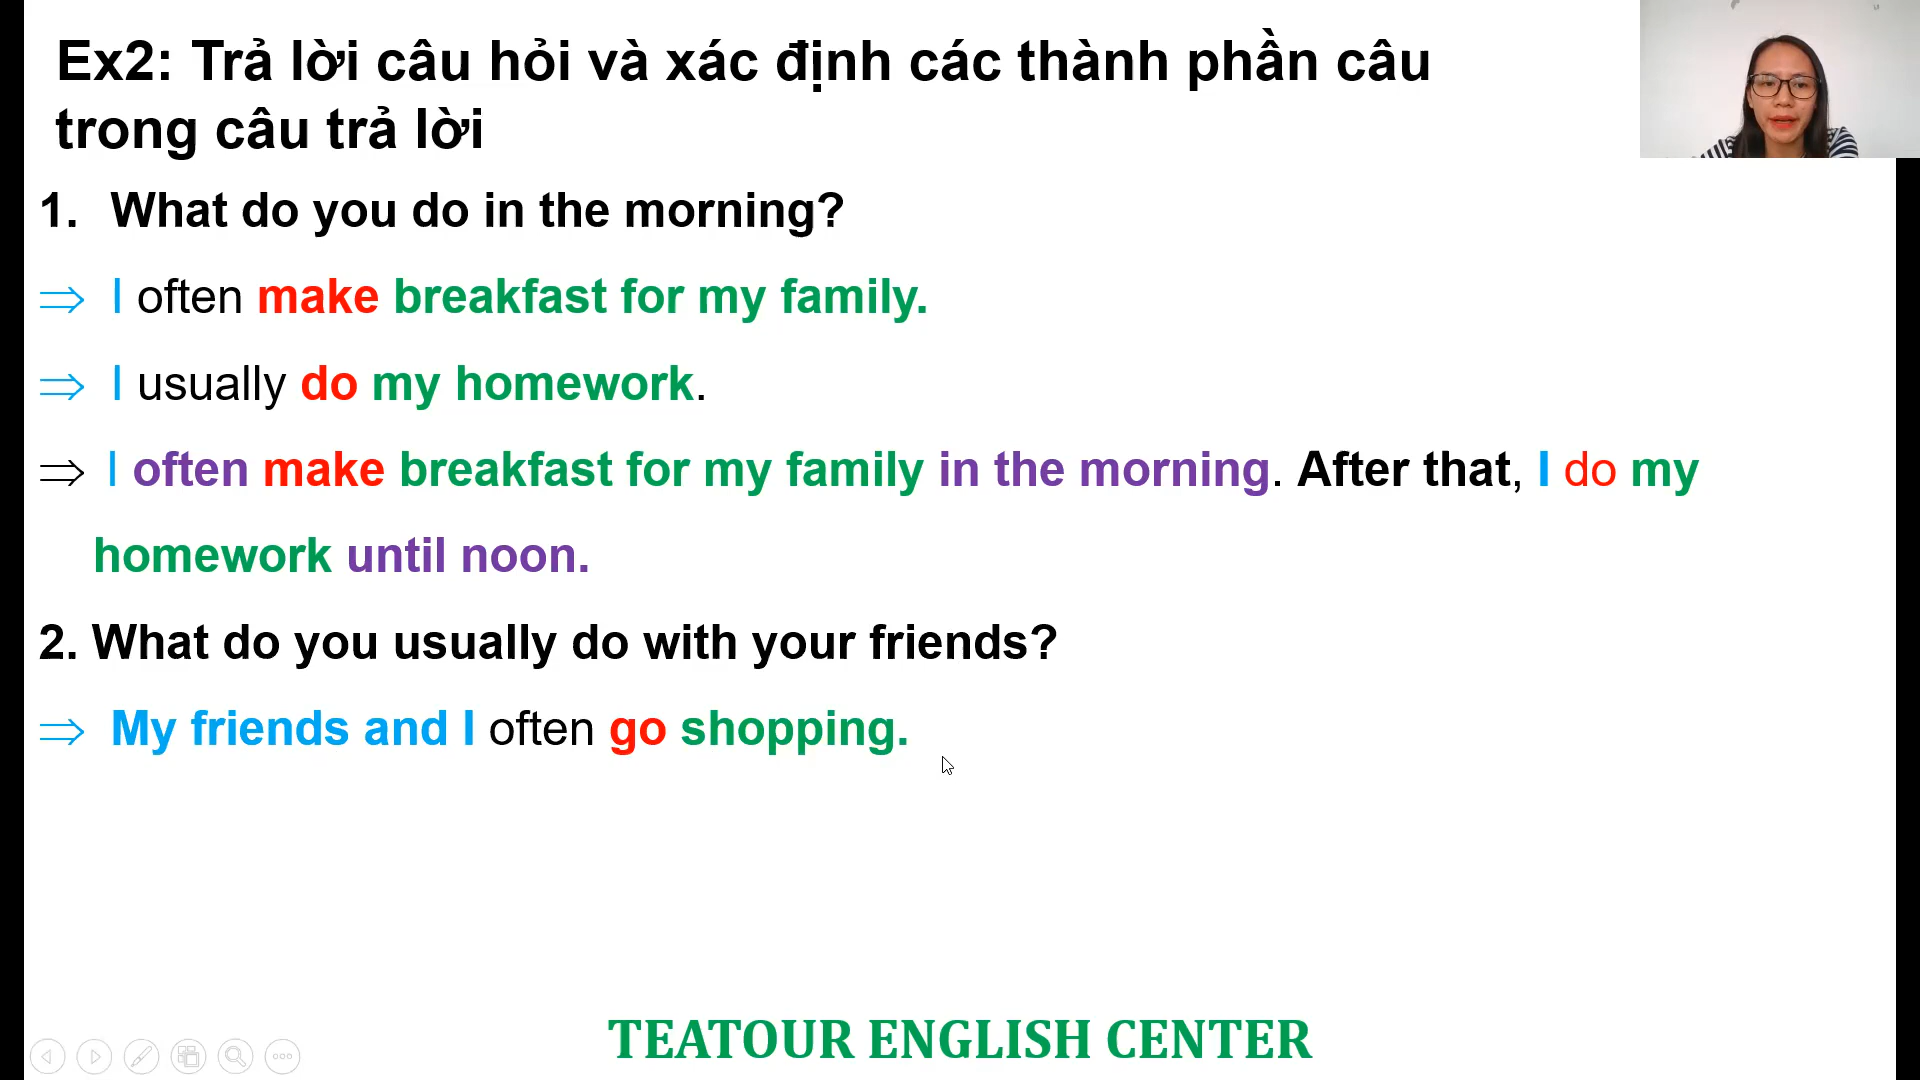 Ex2: Trả lời câu hỏi và xác định các thành phần câu
trong câu trả lời
1. What do you do in the morning?
⇒ I often make breakfast for my family.
⇒ I usually do my homework.
⇒ I often make breakfast for my family in the morning. After that, I do my
homework until noon.
2. What do you usually do with your friends?
⇒ My friends and I often go shopping.
TEATOUR ENGLISH CENTER